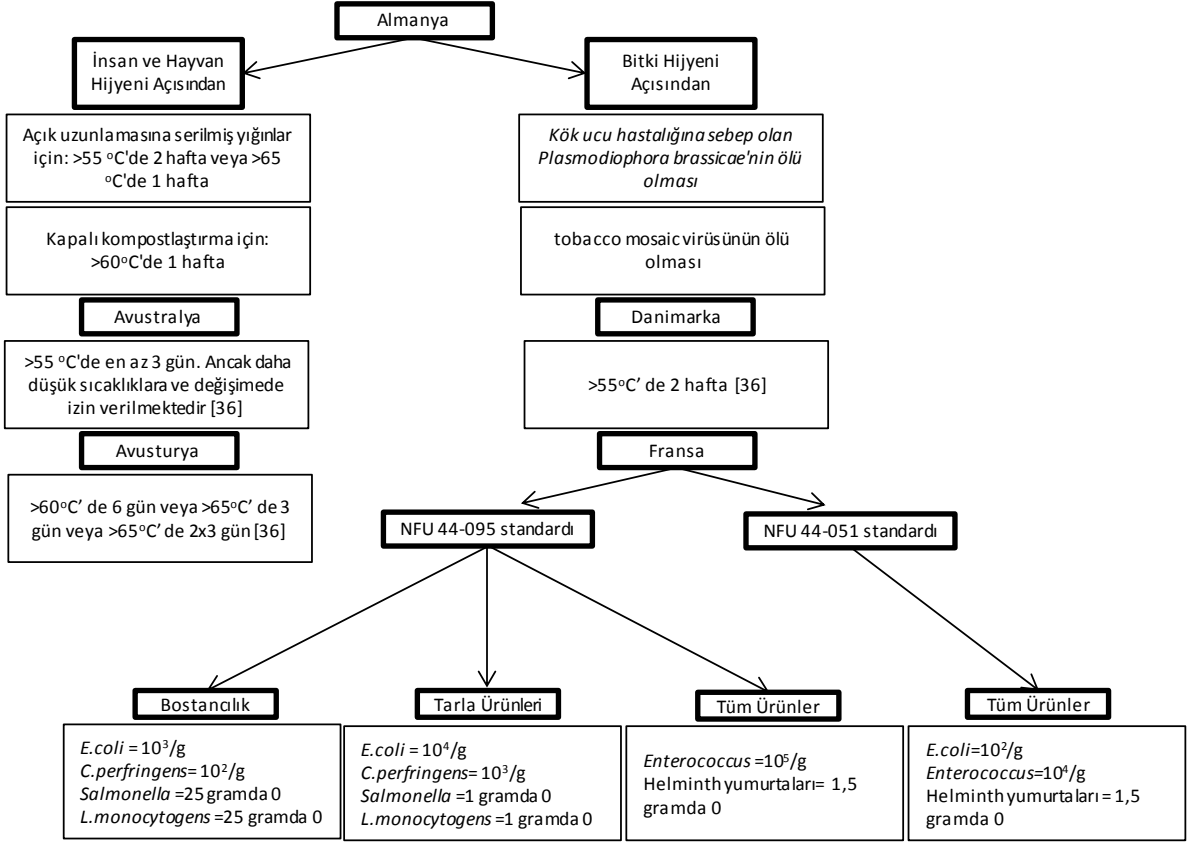 Almanya
İnsan ve Hayvan
Hijyeni Açısından
Açık uzunlamasına serilmiş yığınlar
için: >55 °C'de 2 hafta veya >65
°C'de 1 hafta
Kapalı kompostlaştırma için:
>60°C'de 1 hafta
Bitki Hijyeni
Açısından
Kök ucu hastalığına sebep olan
Plasmodiophora brassicae'nin ölü
olması
tobacco mosaic virüsünün ölü
olması
Avustralya
>55 °C'de en az 3 gün. Ancak daha
düşük sıcaklıklara ve değişimede
izin verilmektedir [36]
Danimarka
>55°C’ de 2 hafta [36]
Avusturya
>60°C’ de 6 gün veya >65°C’ de 3
gün veya >65°C’ de 2x3 gün [36]
Fransa
NFU 44-095 standardı
NFU 44-051 standardı
Bostancılık
E.coli = 10³/g
C.perfringens= 10²/g
Salmonella =25 gramda 0
L.monocytogens =25 gramda 0
Tarla Ürünleri
E.coli = 10⁴/g
C.perfringens= 10³/g
Salmonella =1 gramda 0
L.monocytogens =1 gramda 0
Tüm Ürünler
Enterococcus =10⁵/g
Helminth yumurtaları= 1,5
gramda 0
Tüm Ürünler
E.coli=10²/g
Enterococcus=10⁴/g
Helminth yumurtaları = 1,5
gramda 0